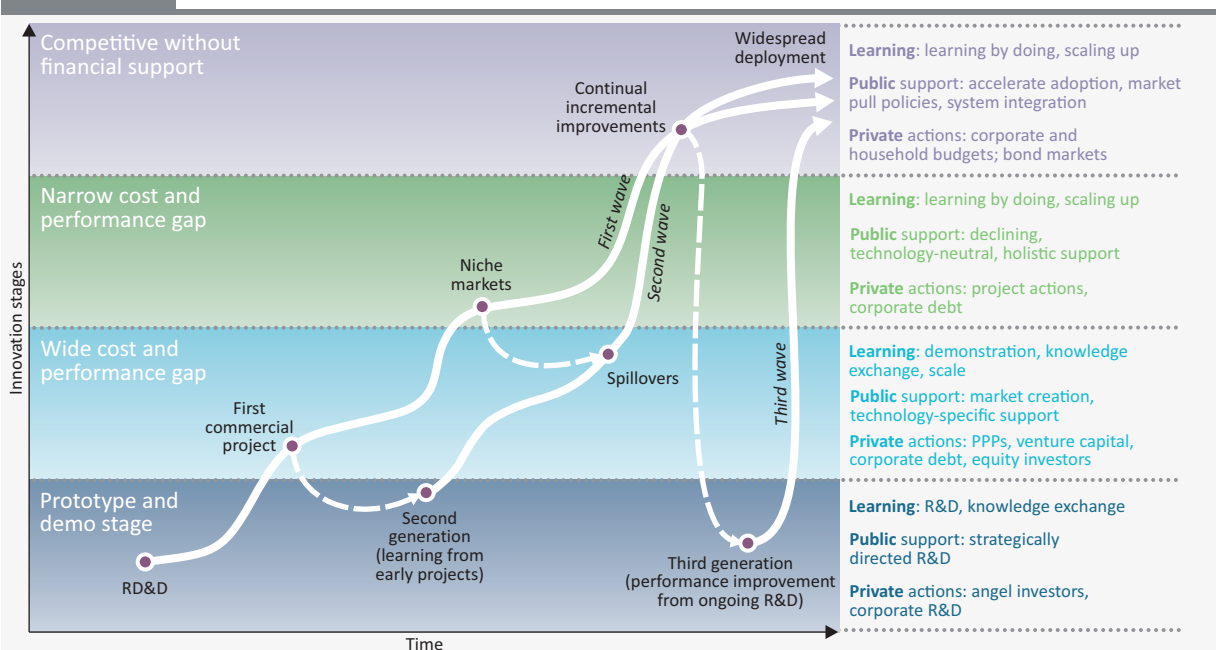 Competitive without
financial support
Widespread
deployment
Continual
incremental
improvements
Learning: learning by doing, scaling up
Public support: accelerate adoption, market
pull policies, system integration
Private actions: corporate and
household budgets; bond markets
Narrow cost and
performance gap
First wave
Second wave
Niche
markets
Learning: learning by doing, scaling up
Public support: declining,
technology-neutral, holistic support
Private actions: project actions,
corporate debt
Innovation stages
Wide cost and
performance gap
Spillovers
First
commercial
project
Third wave
Learning: demonstration, knowledge
exchange, scale
Public support: market creation,
technology-specific support
Private actions: PPPs, venture capital,
corporate debt, equity investors
Prototype and
demo stage
RD&D
Second
generation
(learning from
early projects)
Third generation
(performance improvement
from ongoing R&D)
Learning: R&D, knowledge exchange
Public support: strategically
directed R&D
Private actions: angel investors,
corporate R&D
Time